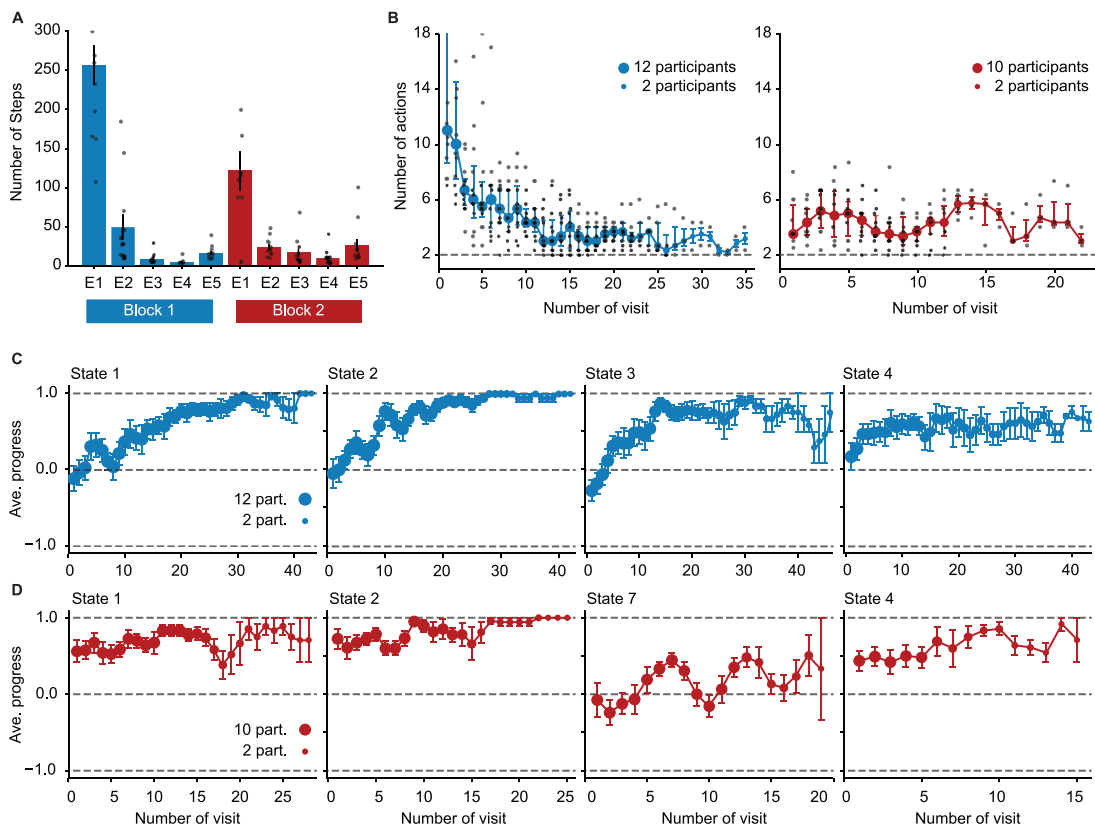 A
Number of Steps
300
250
200
150
100
50
0
E1 E2 E3 E4 E5 E1 E2 E3 E4 E5
Block 1 Block 2
B
Number of actions
18
14
10
6
2
12 participants
2 participants
0 5 10 15 20 25 30 35
Number of visit
18
14
10
6
2
10 participants
2 participants
0 5 10 15 20
Number of visit
C
State 1 State 2 State 3 State 4
Ave. progress
1.0
0.0
−1.0
12 part.
2 part.
0 10 20 30 40
0 10 20 30 40
0 10 20 30 40
0 10 20 30 40
D
State 1 State 2 State 7 State 4
Ave. progress
1.0
0.0
−1.0
10 part.
2 part.
0 5 10 15 20 25
0 5 10 15 20 25
0 5 10 15 20
0 5 10 15
Number of visit Number of visit Number of visit Number of visit